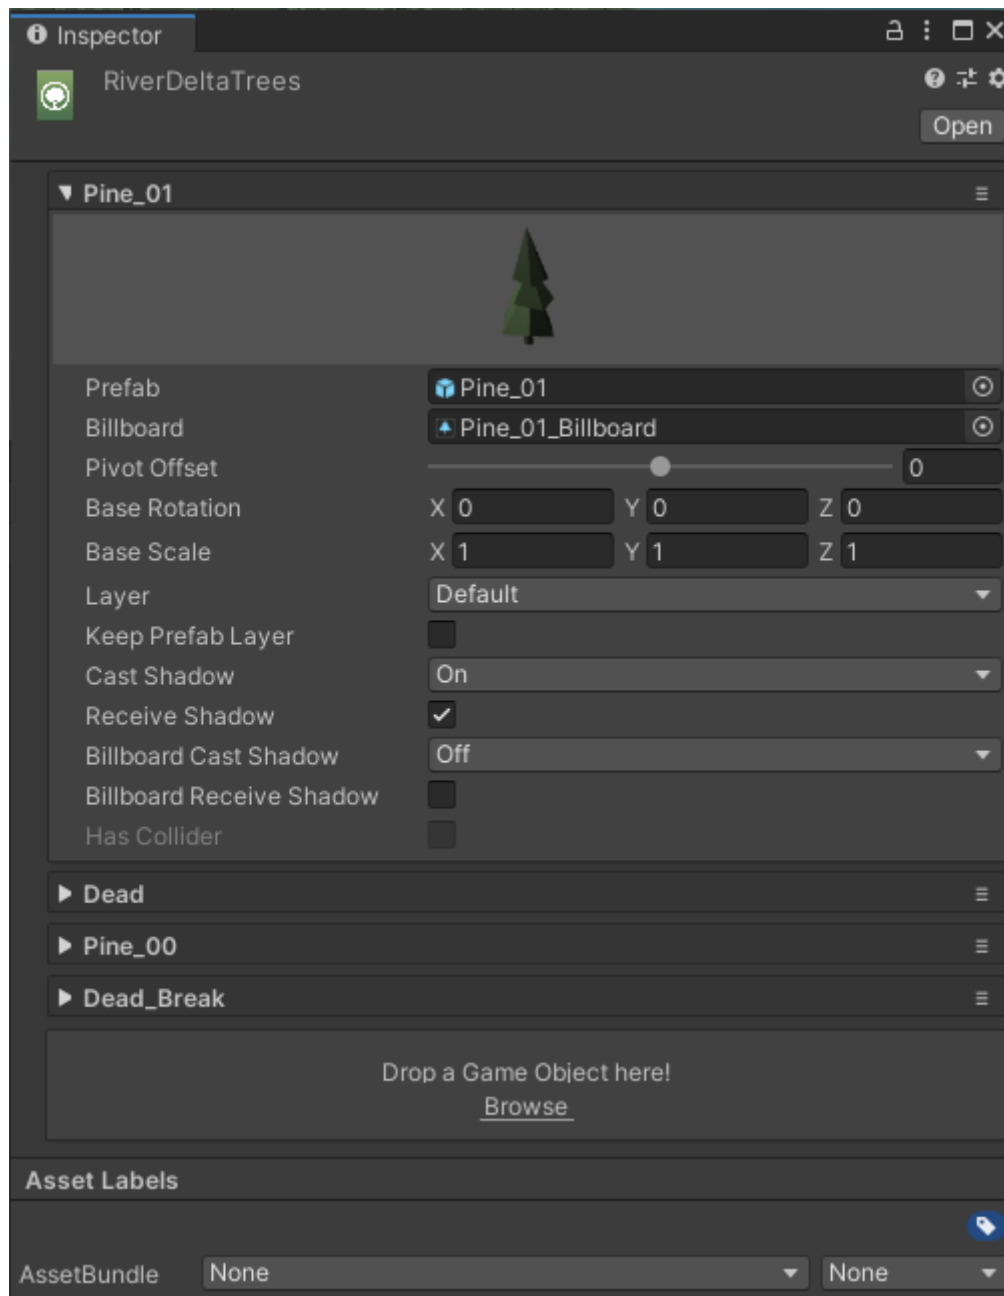 Inspector
RiverDeltaTrees
Open
Pine_01
Prefab Pine_01
Billboard Pine_01_Billboard
Pivot Offset 0
Base Rotation X 0 Y 0 Z 0
Base Scale X 1 Y 1 Z 1
Layer Default
Keep Prefab Layer
Cast Shadow On
Receive Shadow
Billboard Cast Shadow Off
Billboard Receive Shadow
Has Collider
Dead
Pine_00
Dead_Break
Drop a Game Object here!
Browse
Asset Labels
AssetBundle None None